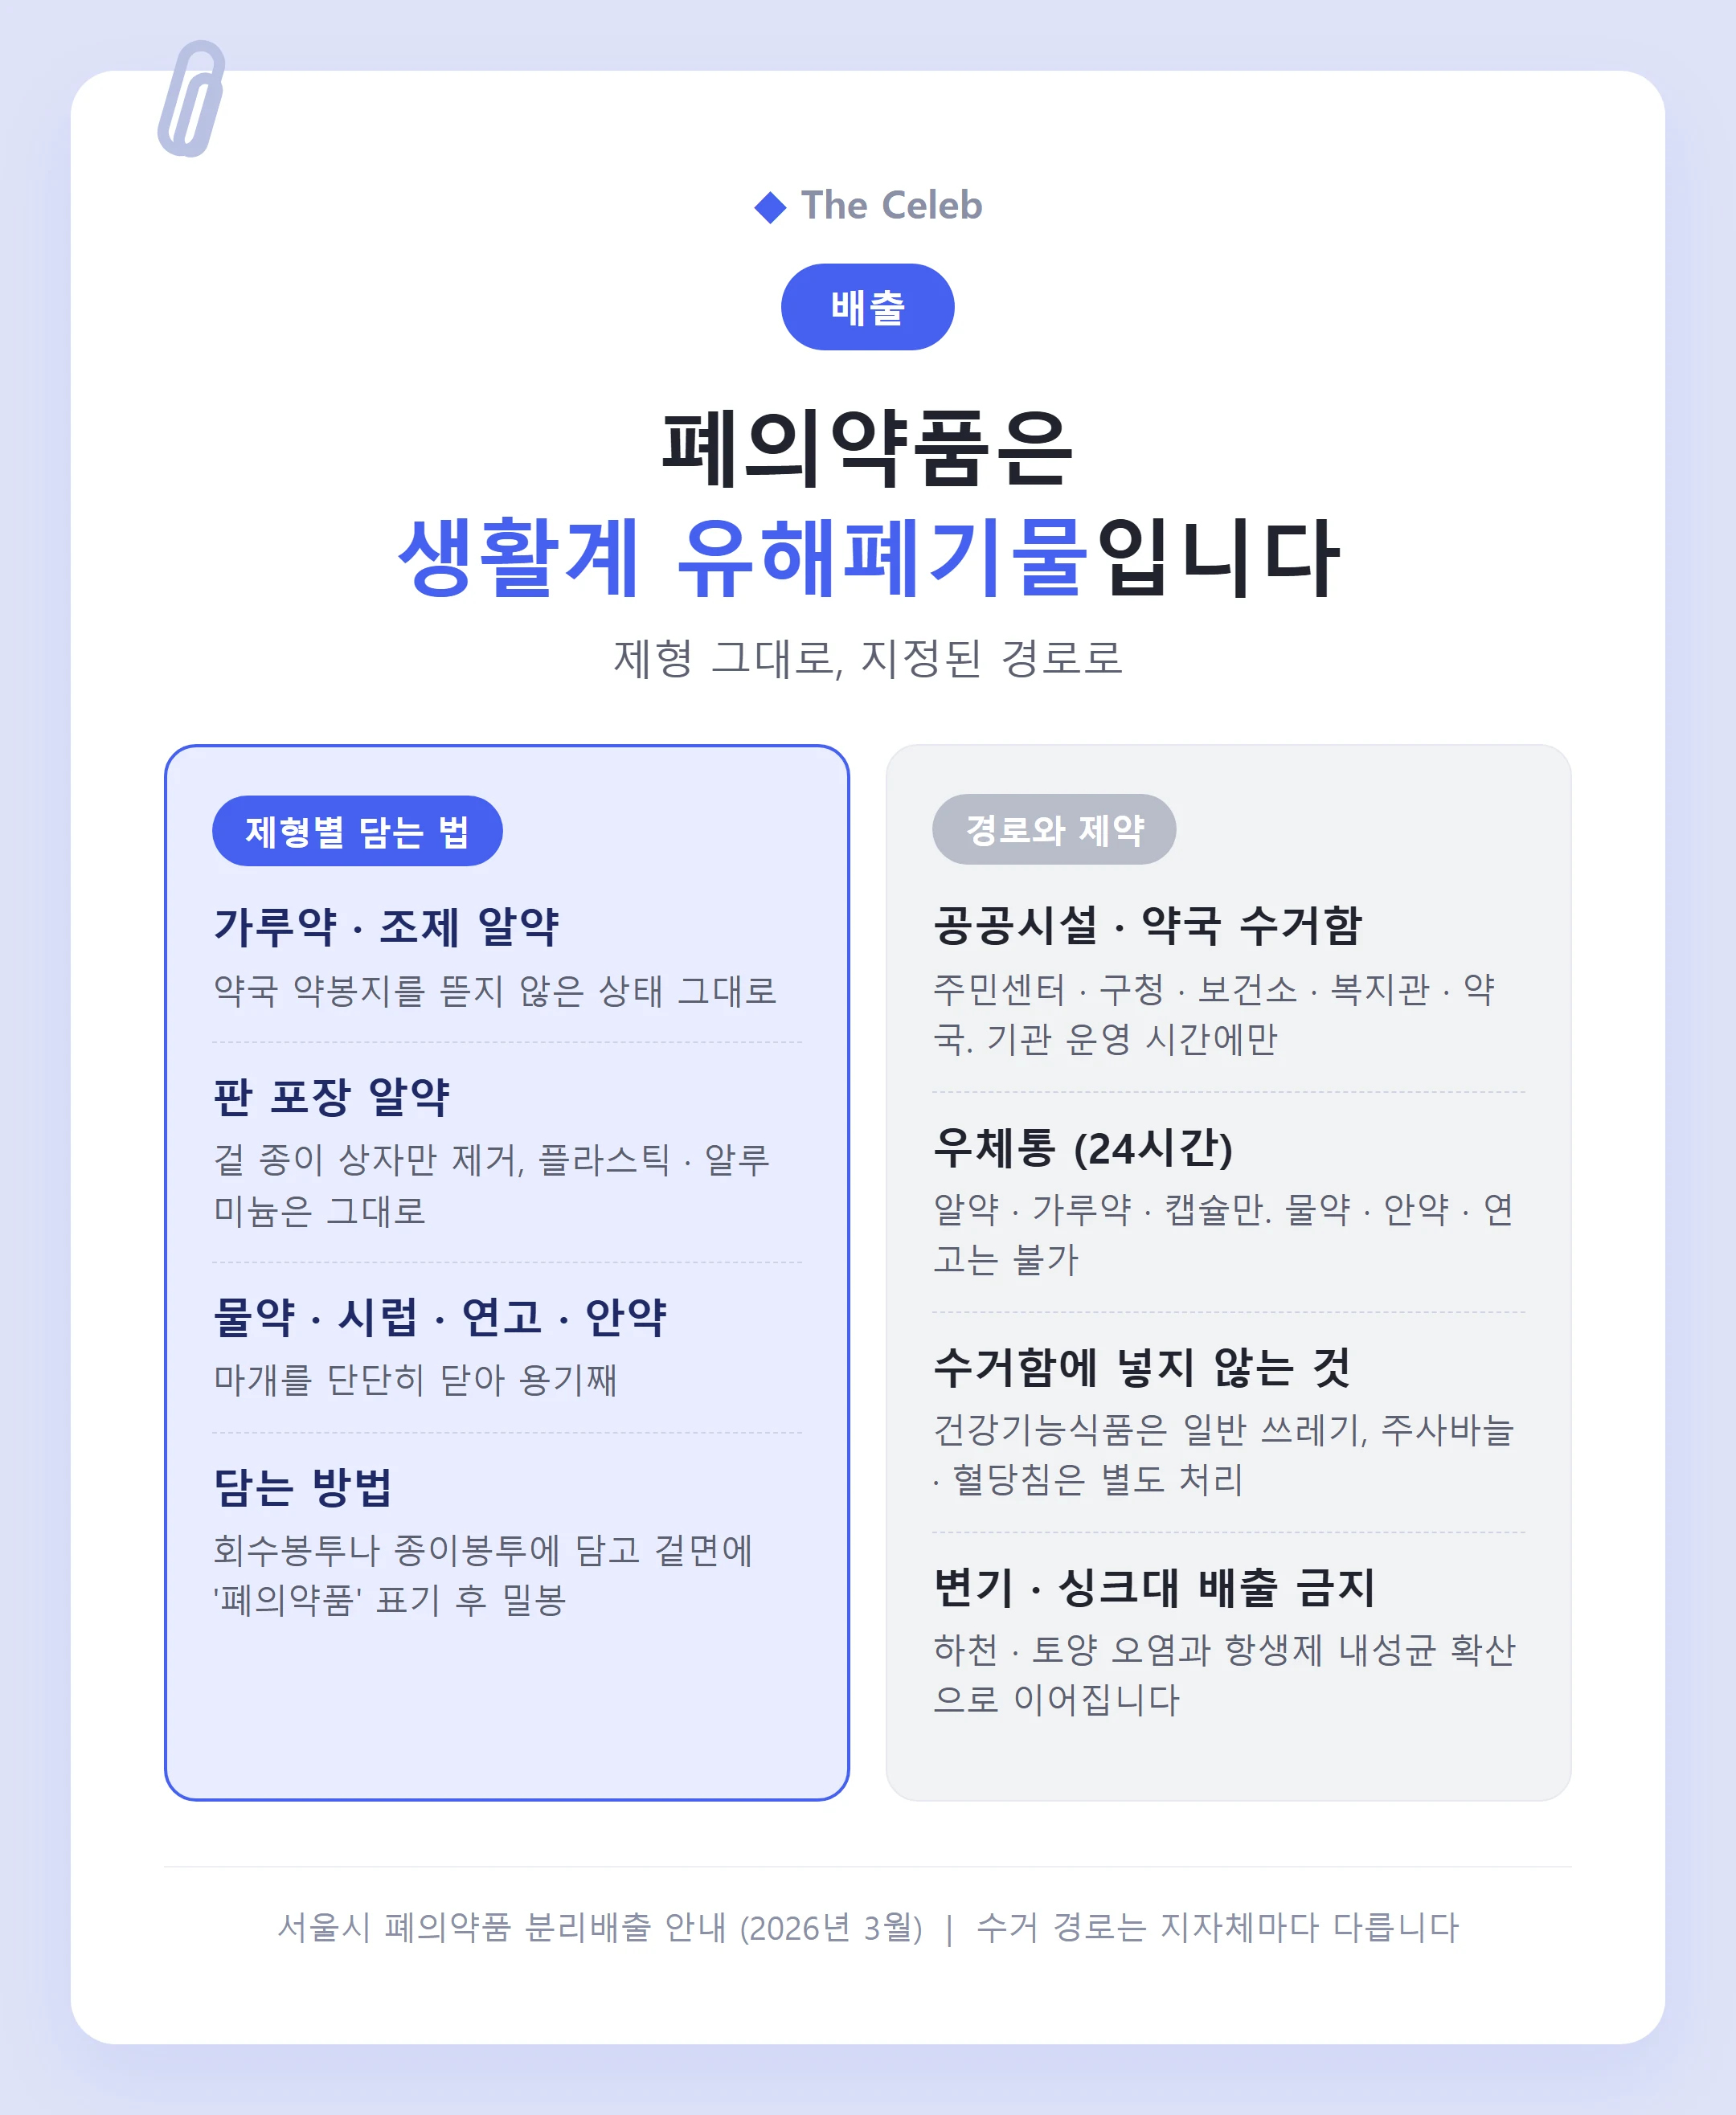 ◆ The Celeb
배출
폐의약품은
생활계 유해폐기물입니다
제형 그대로, 지정된 경로로
제형별 담는 법
가루약 · 조제 알약
약국 약봉지를 뜯지 않은 상태 그대로
판 포장 알약
겉 종이 상자만 제거, 플라스틱 · 알루
미늄은 그대로
물약 · 시럽 · 연고 · 안약
마개를 단단히 닫아 용기째
담는 방법
회수봉투나 종이봉투에 담고 겉면에
'폐의약품' 표기 후 밀봉
경로와 제약
공공시설 · 약국 수거함
주민센터 · 구청 · 보건소 · 복지관 · 약
국. 기관 운영 시간에만
우체통 (24시간)
알약 · 가루약 · 캡슐만. 물약 · 안약 · 연
고는 불가
수거함에 넣지 않는 것
건강기능식품은 일반 쓰레기, 주사바늘
· 혈당침은 별도 처리
변기 · 싱크대 배출 금지
하천 · 토양 오염과 항생제 내성균 확산
으로 이어집니다
서울시 폐의약품 분리배출 안내 (2026년 3월) | 수거 경로는 지자체마다 다릅니다